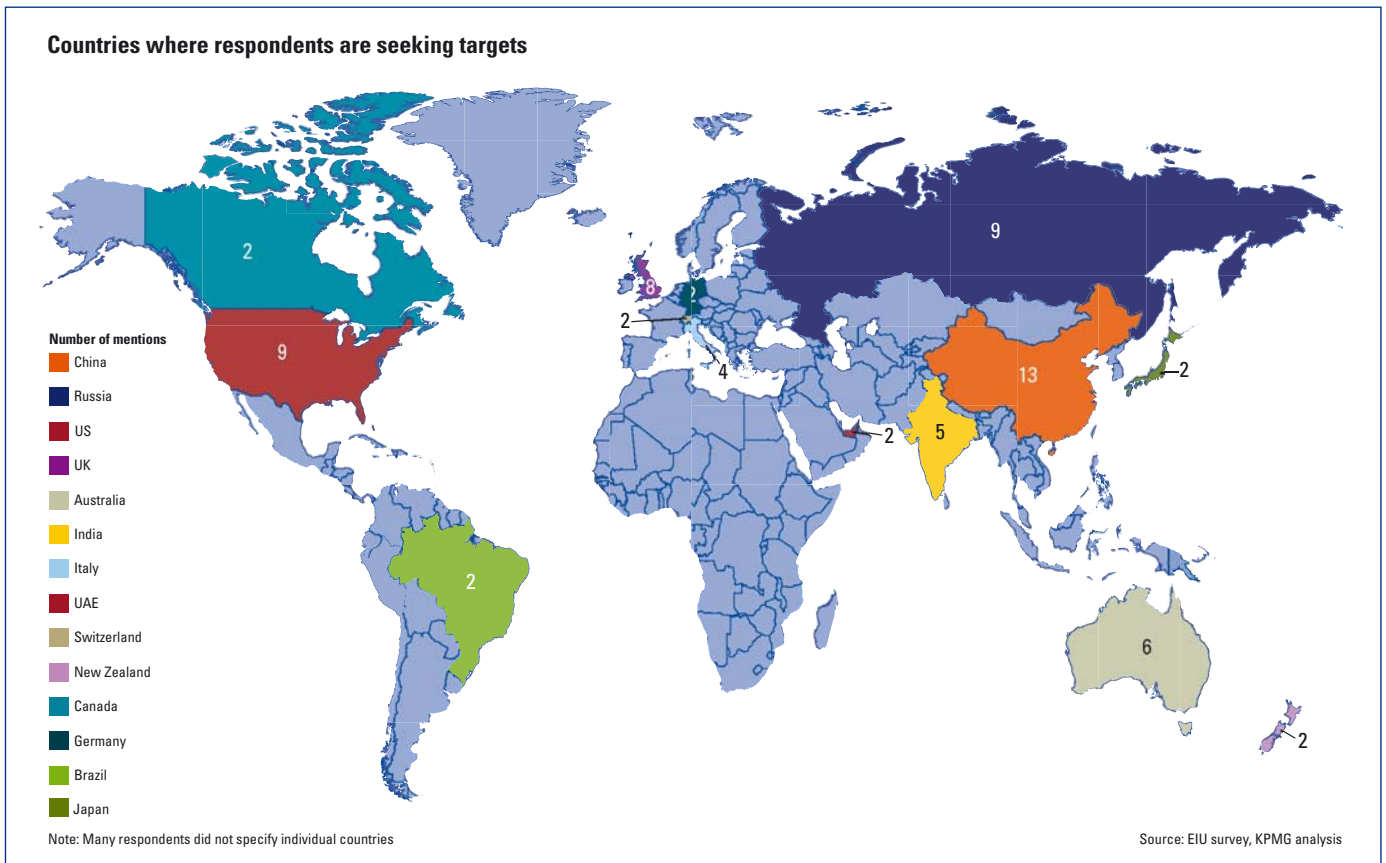 Countries where respondents are seeking targets
2
9
8
2
2
4
9
13
2
2
5
2
6
2
Number of mentions
China
Russia
US
UK
Australia
India
Italy
UAE
Switzerland
New Zealand
Canada
Germany
Brazil
Japan
Note: Many respondents did not specify individual countries
Source: EIU survey, KPMG analysis